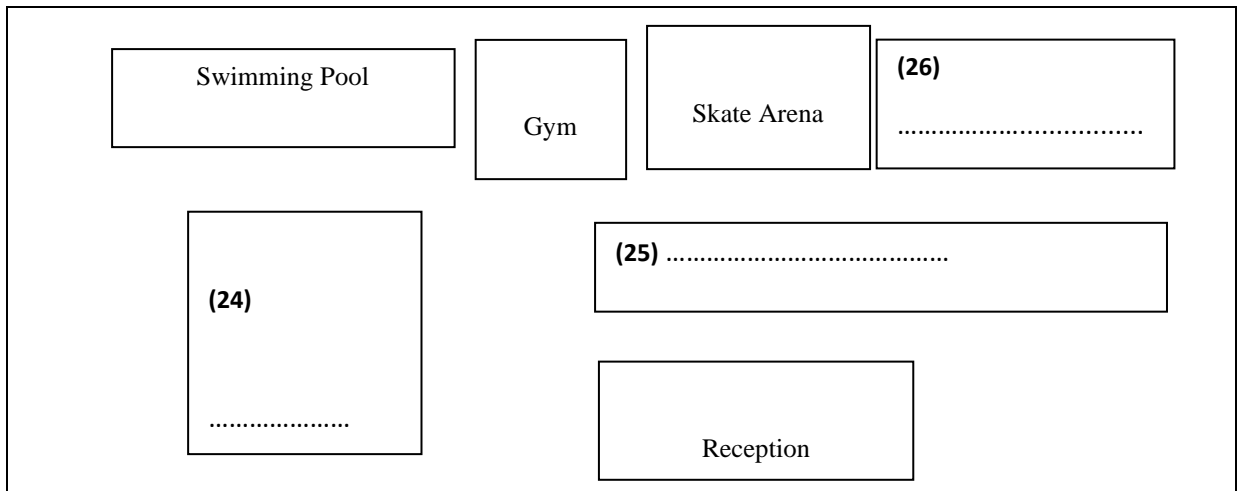 Swimming Pool
Gym
Skate Arena
(26)
.......................................
(24)
.....................
(25) ..........................................
Reception